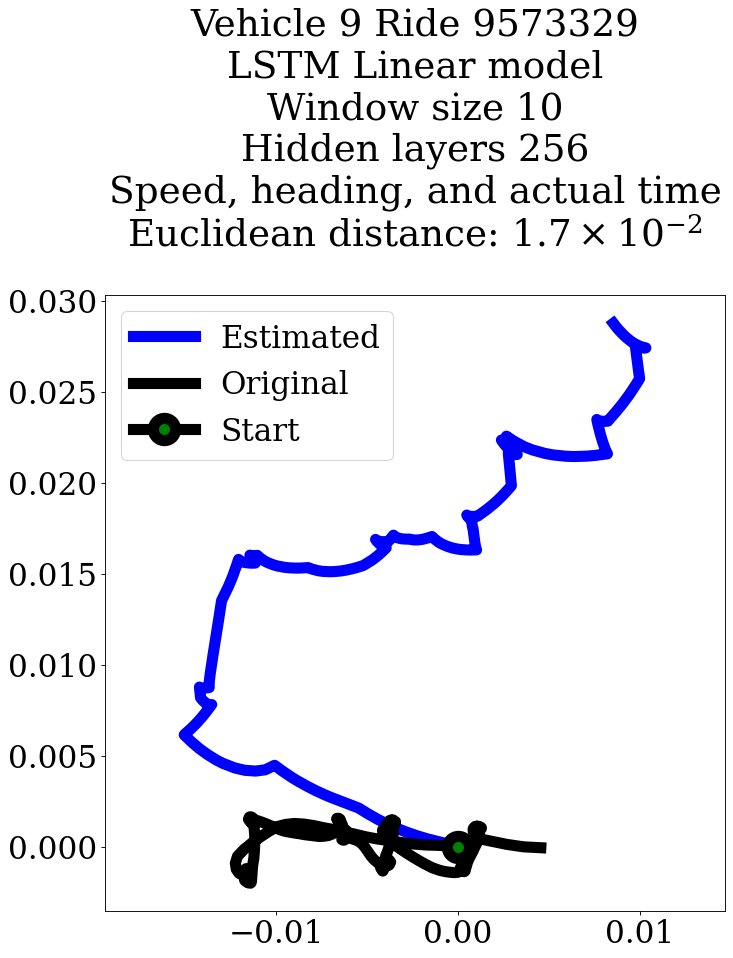 Vehicle 9 Ride 9573329
LSTM Linear model
Window size 10
Hidden layers 256
Speed, heading, and actual time
Euclidean distance: 1.7 × 10⁻²
0.030
Estimated
Original
Start
0.025
0.020
0.015
0.010
0.005
0.000
−0.01 0.00 0.01